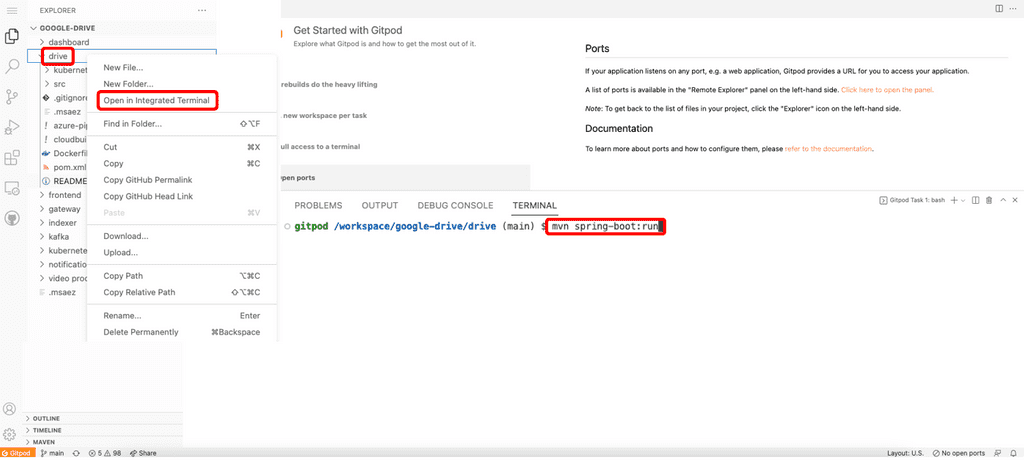 EXPLORER
GOOGLE-DRIVE
dashboard
drive
kubernet
src
.gitignore
.msaez
azure-pip
cloudbui
Dockerfil
pom.xml
README
frontend
gateway
indexer
kafka
kubernete
notificatio
video proc
.msaez
New File...
New Folder...
Open in Integrated Terminal
Find in Folder... ⇧⌥F
Cut ⌘X
Copy ⌘C
Copy GitHub Permalink
Copy GitHub Head Link
Paste ⌘V
Download...
Upload...
Copy Path ⌥⌘C
Copy Relative Path ⇧⌥⌘C
Rename... Enter
Delete Permanently ⌘Backspace
Get Started with Gitpod
Explore what Gitpod is and how to get the most out of it.
rebuilds do the heavy lifting
new workspace per task
ull access to a terminal
pen ports
Ports
If your application listens on any port, e.g. a web application, Gitpod provides a URL for you to access your application.
A list of ports is available in the "Remote Explorer" panel on the left-hand side. Click here to open the panel.
Note: To get back to the list of files in your project, click the "Explorer" icon on the left-hand side.
Documentation
To learn more about ports and how to configure them, please refer to the documentation.
PROBLEMS OUTPUT DEBUG CONSOLE TERMINAL
Gitpod Task 1: bash
gitpod /workspace/google-drive/drive (main) $ mvn spring-boot:run
OUTLINE
TIMELINE
MAVEN
Gitpod main 5 98 Share
Layout: U.S. No open ports